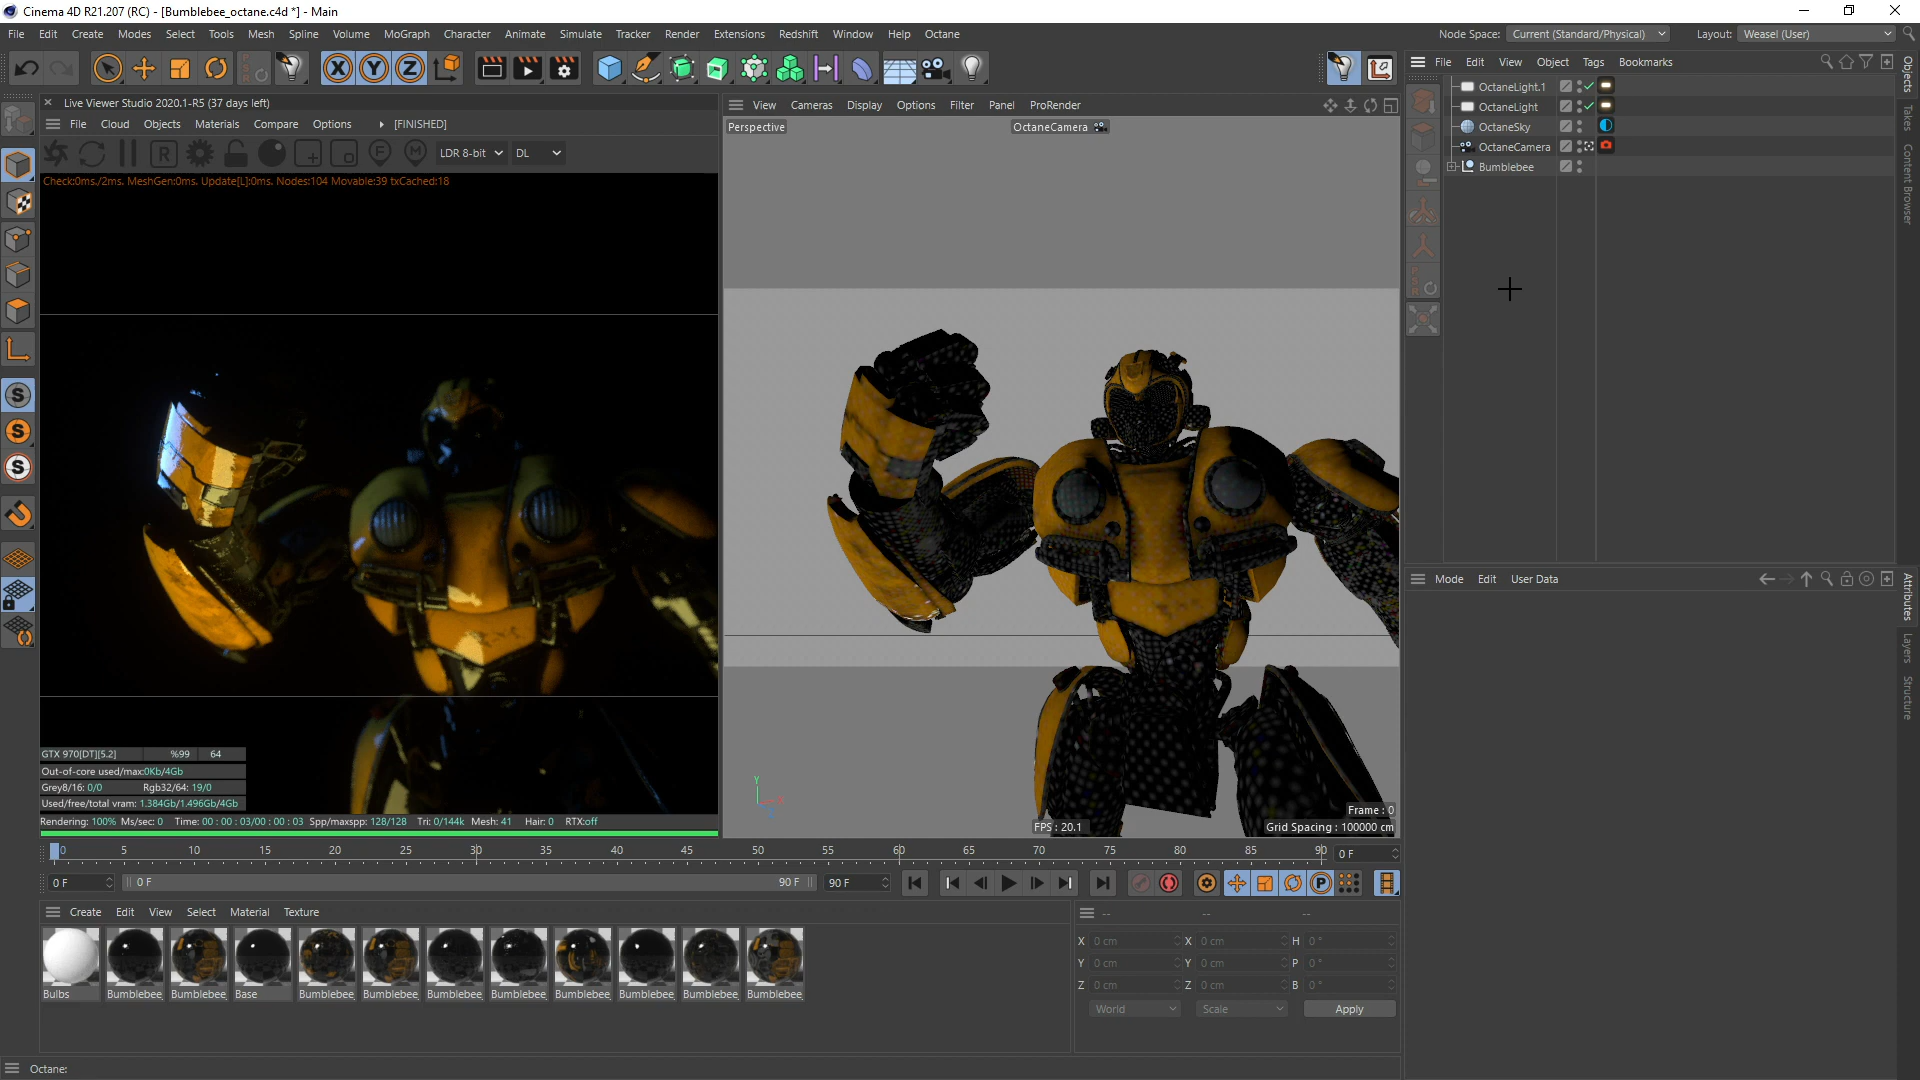 Cinema 4D R21.207 (RC) - [Bumblebee_octane.c4d *] - Main
File Edit Create Modes Select Tools Mesh Spline Volume MoGraph Character Animate Simulate Tracker Render Extensions Redshift Window Help Octane
Node Space: Current (Standard/Physical) Layout: Weasel (User)
X Y Z
PSR
Live Viewer Studio 2020.1-R5 (37 days left)
File Cloud Objects Materials Compare Options [FINISHED]
R F M LDR 8-bit DL
Check:0ms./2ms. MeshGen:0ms. Update[L]:0ms. Nodes:104 Movable:39 txCached:18
GTX 970[DT][5.2] %99 64
Out-of-core used/max:0Kb/4Gb
Grey8/16: 0/0 Rgb32/64: 19/0
Used/free/total vram: 1.384Gb/1.496Gb/4Gb
Rendering: 100% Ms/sec: 0 Time: 00 : 00 : 03/00 : 00 : 03 Spp/maxspp: 128/128 Tri: 0/144k Mesh: 41 Hair: 0 RTX:off
S
S
S
View Cameras Display Options Filter Panel ProRender
Perspective
OctaneCamera
Y
FPS : 20.1
Frame : 0
Grid Spacing : 100000 cm
File Edit View Object Tags Bookmarks
OctaneLight.1
OctaneLight
OctaneSky
OctaneCamera
Bumblebee
PSR
Objects
Takes
Content Browser
Mode Edit User Data
Attributes
Layers
Structure
0 5 10 15 20 25 30 35 40 45 50 55 60 65 70 75 80 85 90 0 F
0 F 0 F 90 F 90 F
P
Create Edit View Select Material Texture
Bulbs Bumblebee Bumblebee Base Bumblebee Bumblebee Bumblebee Bumblebee Bumblebee Bumblebee Bumblebee Bumblebee
-- -- --
X 0 cm X 0 cm H 0 °
Y 0 cm Y 0 cm P 0 °
Z 0 cm Z 0 cm B 0 °
World Scale Apply
Octane: